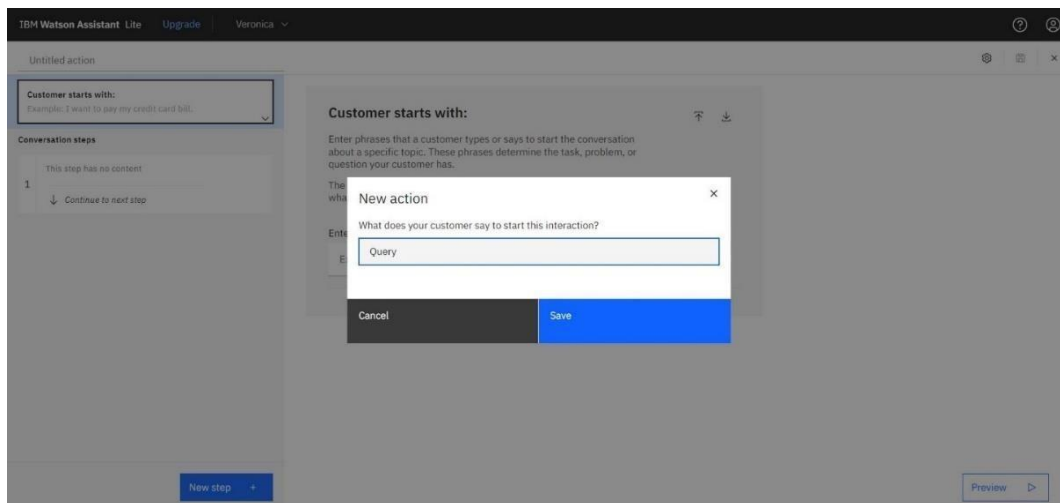 IBM Watson Assistant Lite Upgrade Veronica
Untitled action
Customer starts with:
Example: I want to pay my credit card bill.
Conversation steps
This step has no content
1
Continue to next step
New step +
Customer starts with:
Enter phrases that a customer types or says to start the conversation
about a specific topic. These phrases determine the task, problem, or
question your customer has.
The
wha
Ente
E
New action
What does your customer say to start this interaction?
Query
Cancel
Save
Preview